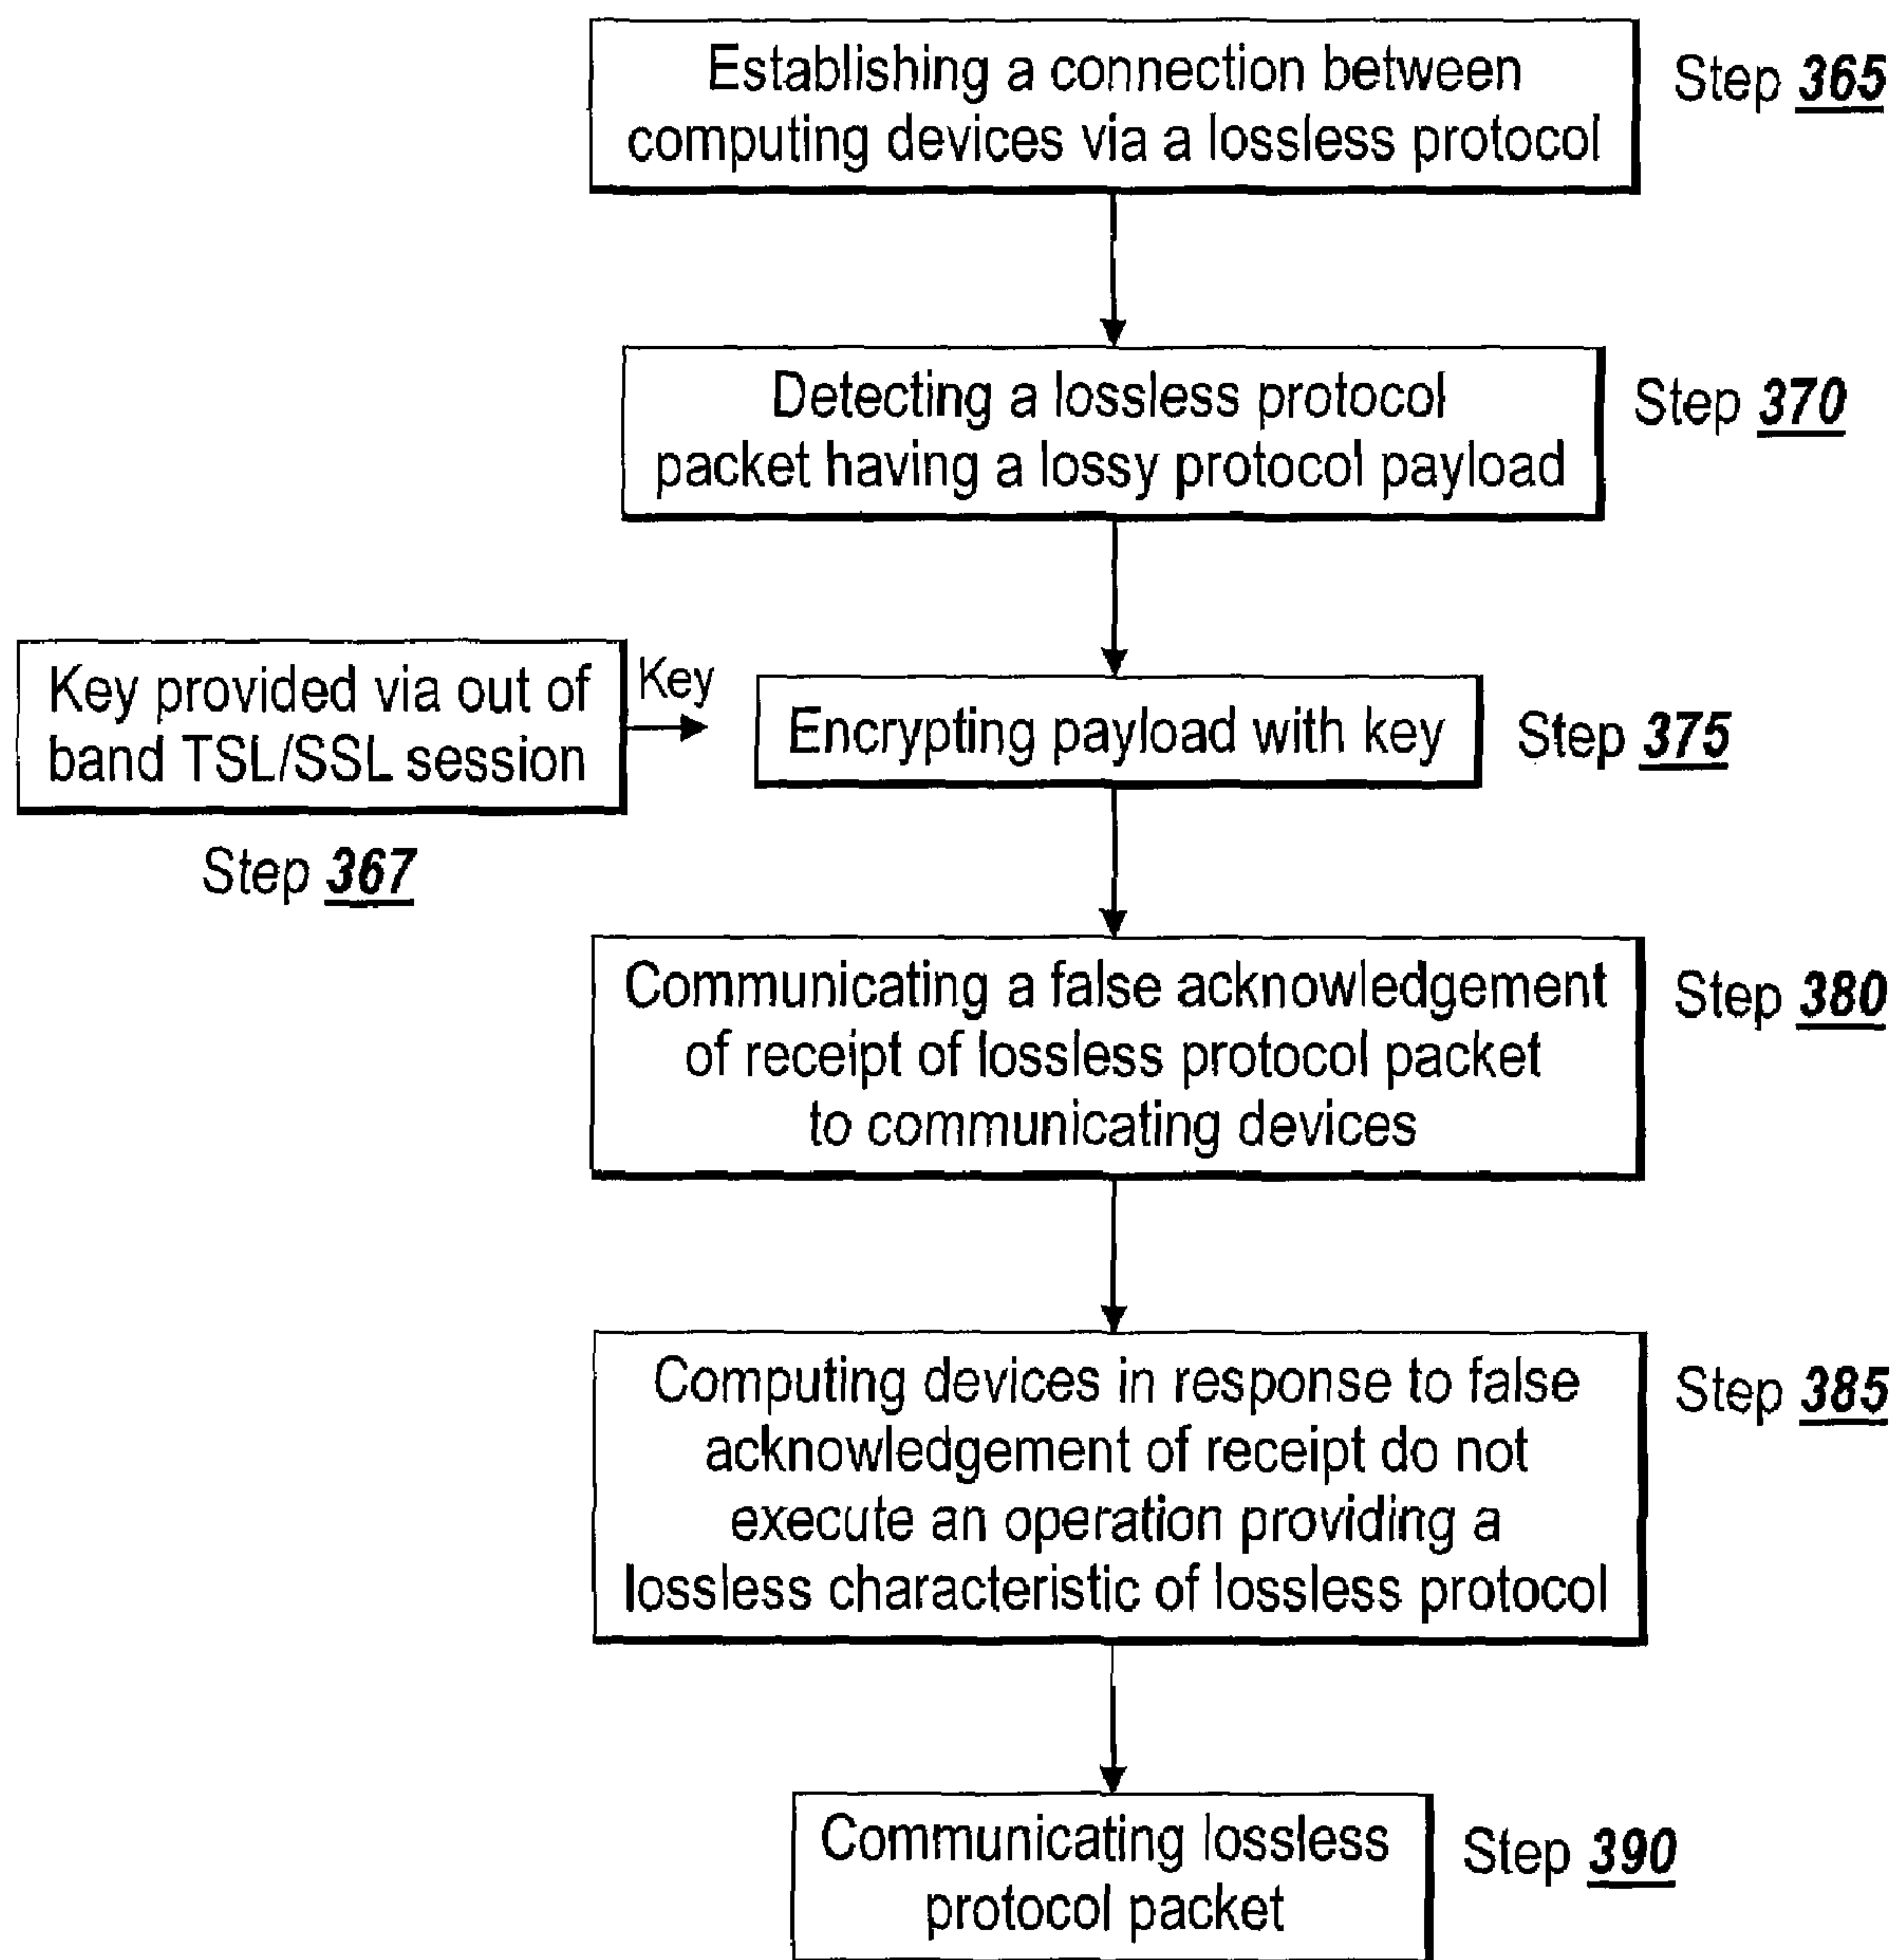 Establishing a connection between
computing devices via a lossless protocol
Step 365
Detecting a lossless protocol
packet having a lossy protocol payload
Step 370
Key provided via out of
band TSL/SSL session
Step 367
Key
Encrypting payload with key
Step 375
Communicating a false acknowledgement
of receipt of lossless protocol packet
to communicating devices
Step 380
Computing devices in response to false
acknowledgement of receipt do not
execute an operation providing a
lossless characteristic of lossless protocol
Step 385
Communicating lossless
protocol packet
Step 390